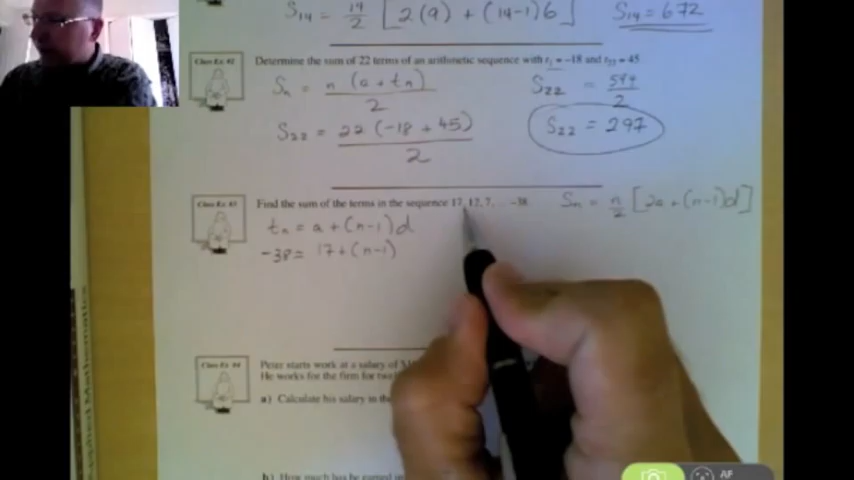 S₁₄ = 14/2 [ 2(9) + (14-1)6 ] S₁₄ = 672
Class Ex. #2 Determine the sum of 22 terms of an arithmetic sequence with t₁ = -18 and t₂₂ = 45
Sₙ = n (a + tₙ) / 2 S₂₂ = 594 / 2
S₂₂ = 22 (-18 + 45) / 2 S₂₂ = 297
Class Ex. #3 Find the sum of the terms in the sequence 17, 12, 7, ... -38 Sₙ = n/2 [2a + (n-1)d]
tₙ = a + (n-1)d
-38 = 17 + (n-1)
Class Ex. #4 Peter starts work at a salary of
He works for the firm for
a) Calculate his salary in the
b) How much has he earned in
Applied Mathematics
AF